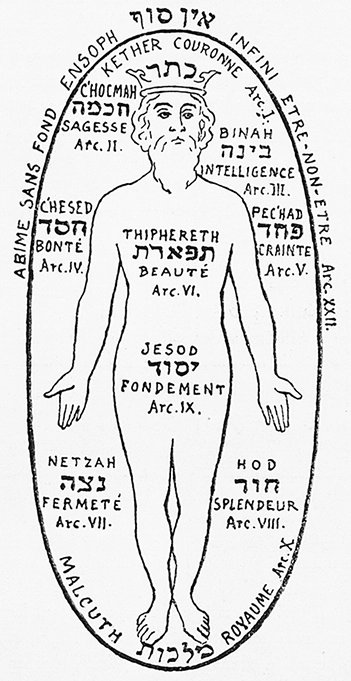 אין סוף
ABIME SANS FOND ENSOPH INFINI ETRE-NON-ETRE Arc. XXII.
KETHER COURONNE Arc. I.
כתר
C'HOCMAH
חכמה
SAGESSE
Arc. II.
BINAH
בינה
INTELLIGENCE
Arc. III.
C'HESED
חסד
BONTÉ
Arc. IV.
PEC'HAD
פחד
CRAINTE
Arc. V.
THIPHERETH
תפארת
BEAUTÉ
Arc. VI.
JESOD
יסוד
FONDEMENT
Arc. IX.
NETZAH
נצה
FERMETÉ
Arc. VII.
HOD
SPLENDEUR
Arc. VIII.
MALCUTH
מלכות
ROYAUME Arc. X